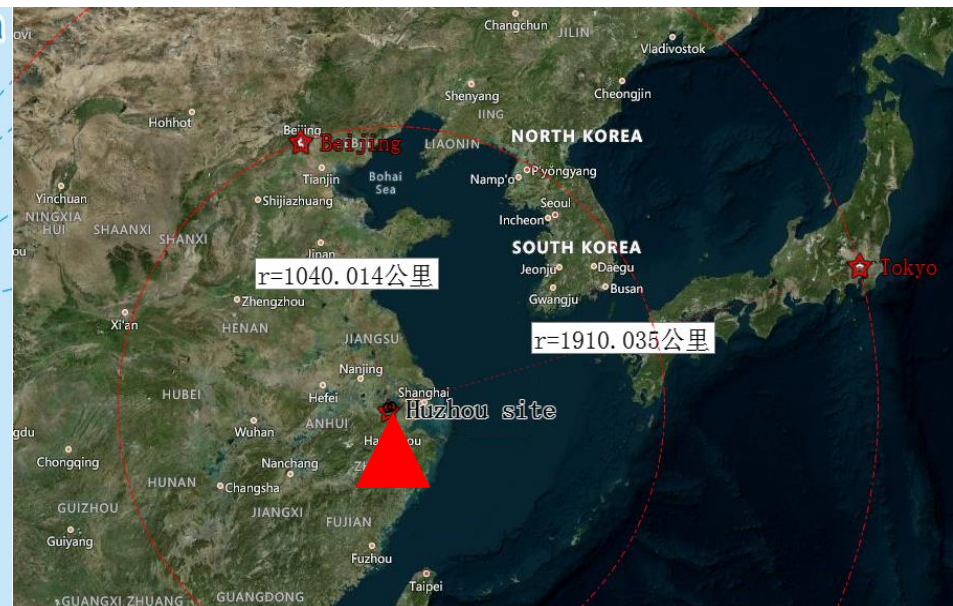 Changchun
JILIN
Vladivostok
Shenyang
Cheongjin
Hohhot
JING
Beijing
Beijing
NORTH KOREA
LIAONIN
Tianjin
Bohai
Sea
Namp'o
P'yŏngyang
Yinchuan
Shijiazhuang
Seoul
NINGXIA
HUI
SHAANXI
SHANXI
Incheon
Jinan
SOUTH KOREA
Jeonju
Daegu
Tokyo
r=1040.014公里
Gwangju
Busan
Zhengzhou
Xi'an
HENAN
JIANGSU
r=1910.035公里
Nanjing
HUBEI
Hefei
Shanghai
Huzhou site
ANHUI
Wuhan
Chongqing
Nanchang
HUNAN
Changsha
GUIZHOU
JIANGXI
FUJIAN
Guiyang
Fuzhou
Taipei
GUANGXI ZHUANG
GUANGDONG